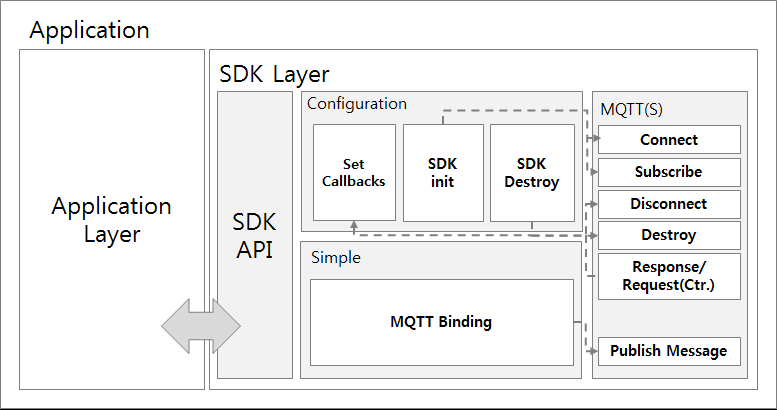 Application
Application
Layer
SDK Layer
SDK
API
Configuration
Set
Callbacks
SDK
init
SDK
Destroy
Simple
MQTT Binding
MQTT(S)
Connect
Subscribe
Disconnect
Destroy
Response/
Request(Ctr.)
Publish Message